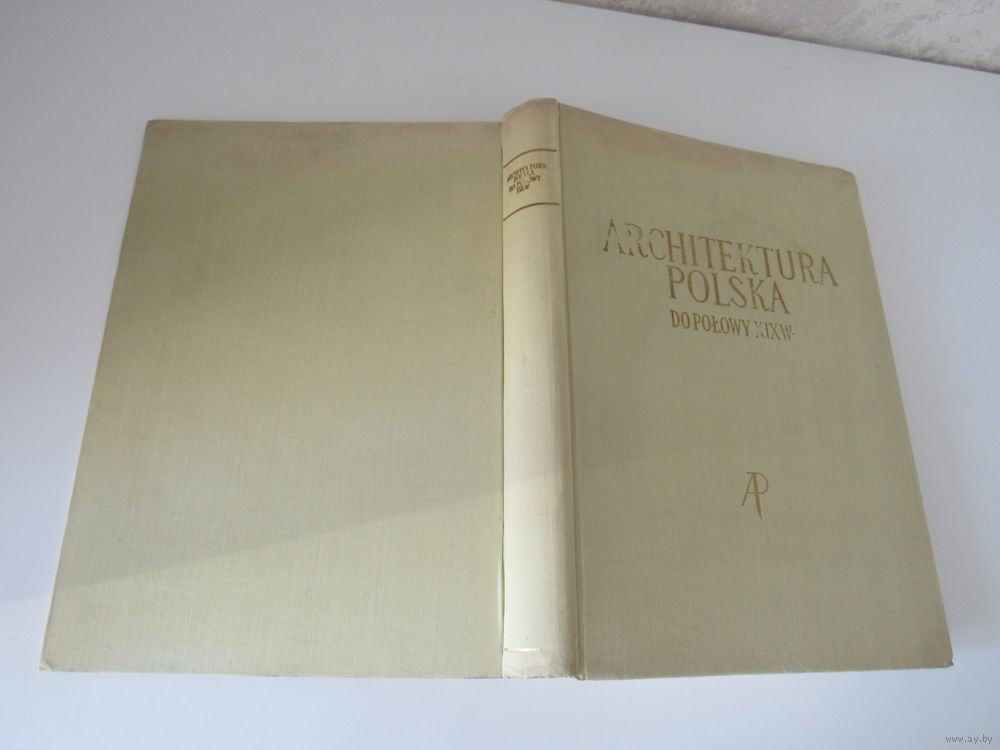 ARCHITEKTURA
POLSKA
DO POŁOWY
XIX W
ARCHITEKTURA
POLSKA
DO POŁOWY XIX W.
AP
www.ay.by